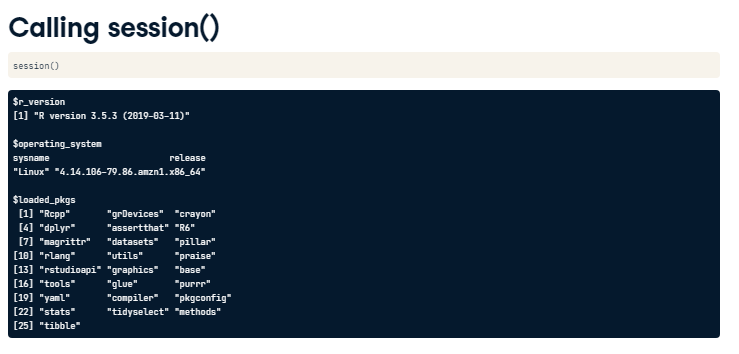 Calling session()
session()
$r_version
[1] "R version 3.5.3 (2019-03-11)"
$operating_system
sysname                      release
"Linux" "4.14.106-79.86.amzn1.x86_64"
$loaded_pkgs
 [1] "Rcpp"       "grDevices"  "crayon"
 [4] "dplyr"      "assertthat" "R6"
 [7] "magrittr"   "datasets"   "pillar"
[10] "rlang"      "utils"      "praise"
[13] "rstudioapi" "graphics"   "base"
[16] "tools"      "glue"       "purrr"
[19] "yaml"       "compiler"   "pkgconfig"
[22] "stats"      "tidyselect" "methods"
[25] "tibble"